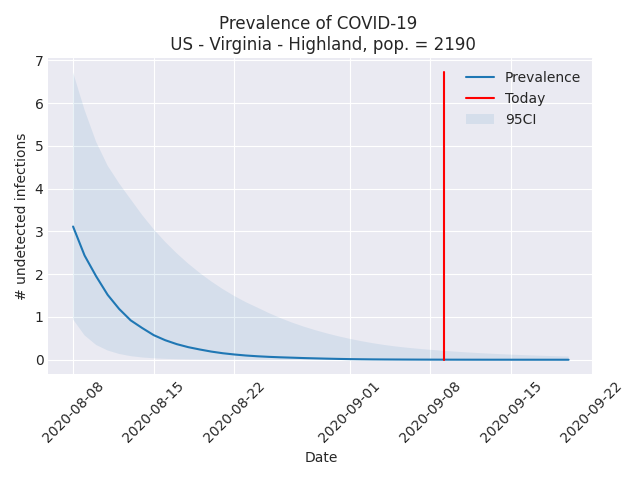 Prevalence of COVID-19
US - Virginia - Highland, pop. = 2190
7
6
5
4
3
2
1
0
# undetected infections
Prevalence
Today
95CI
2020-08-08
2020-08-15
2020-08-22
2020-09-01
2020-09-08
2020-09-15
2020-09-22
Date